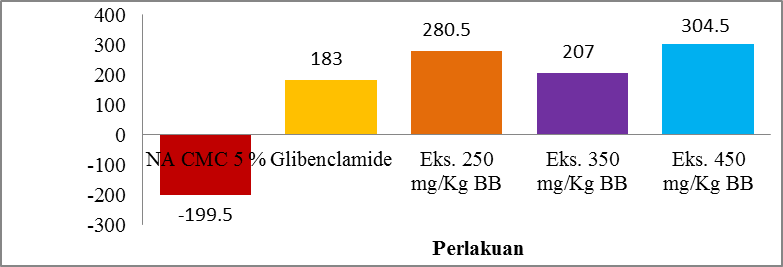 400
300
200
100
0
-100
-200
-300
-199.5
183
280.5
207
304.5
NA CMC 5 %
Glibenclamide
Eks. 250
mg/Kg BB
Eks. 350
mg/Kg BB
Eks. 450
mg/Kg BB
Perlakuan